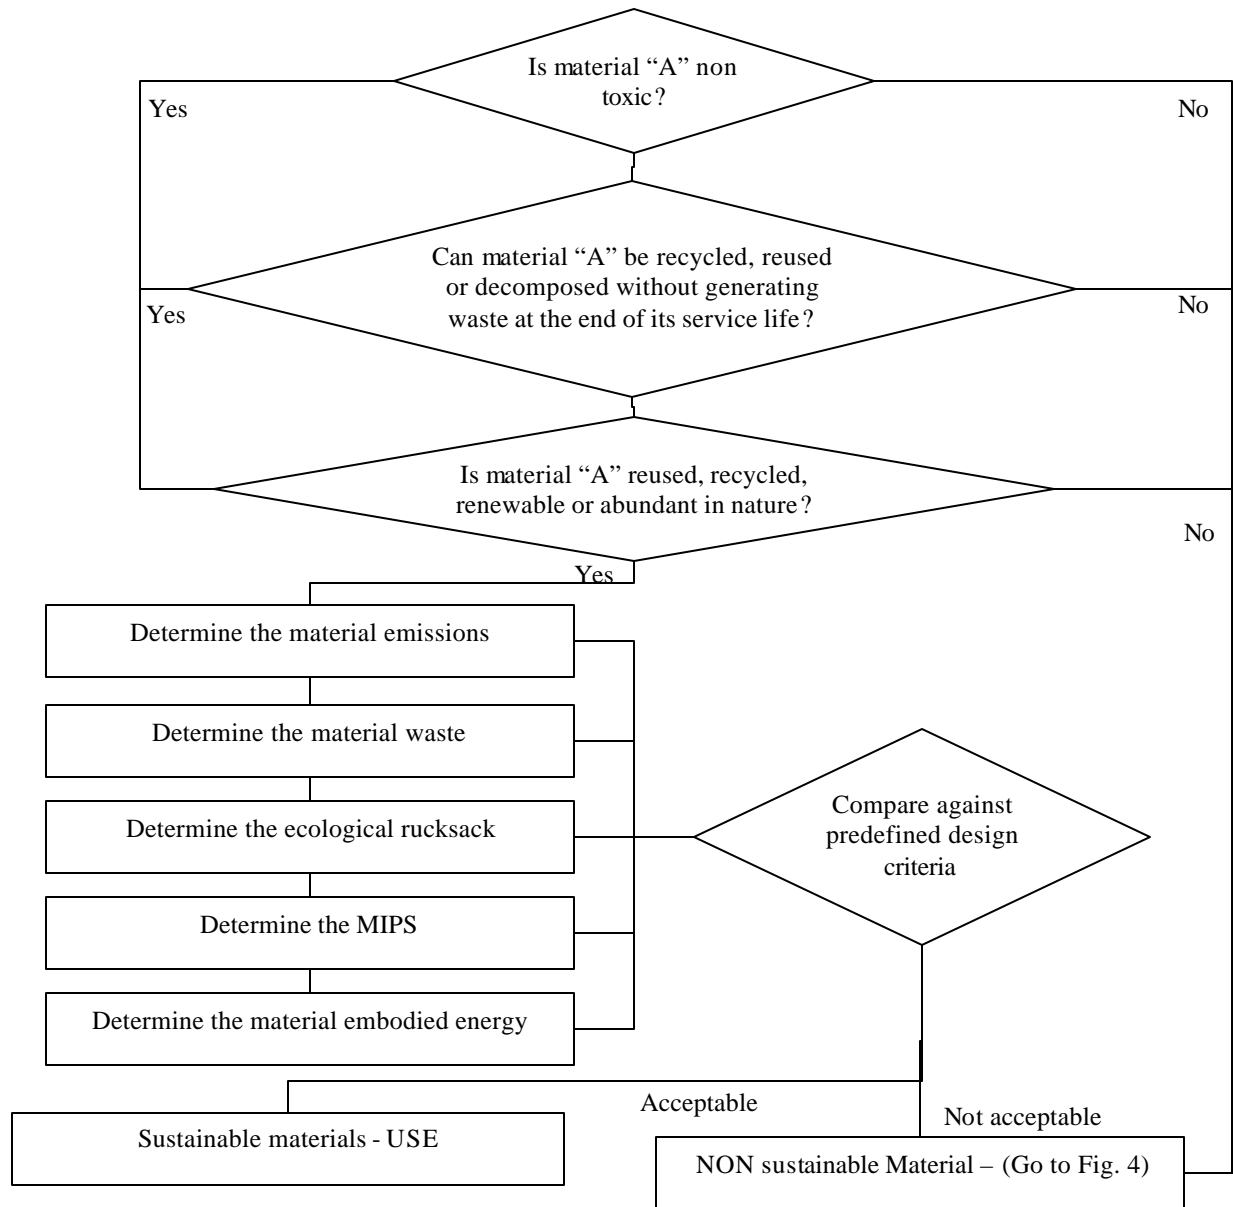 Is material “A” non
toxic?
Yes
No
Can material “A” be recycled, reused
or decomposed without generating
waste at the end of its service life?
Yes
No
Is material “A” reused, recycled,
renewable or abundant in nature?
No
Yes
Determine the material emissions
Determine the material waste
Determine the ecological rucksack
Determine the MIPS
Determine the material embodied energy
Compare against
predefined design
criteria
Acceptable
Not acceptable
Sustainable materials - USE
NON sustainable Material – (Go to Fig. 4)